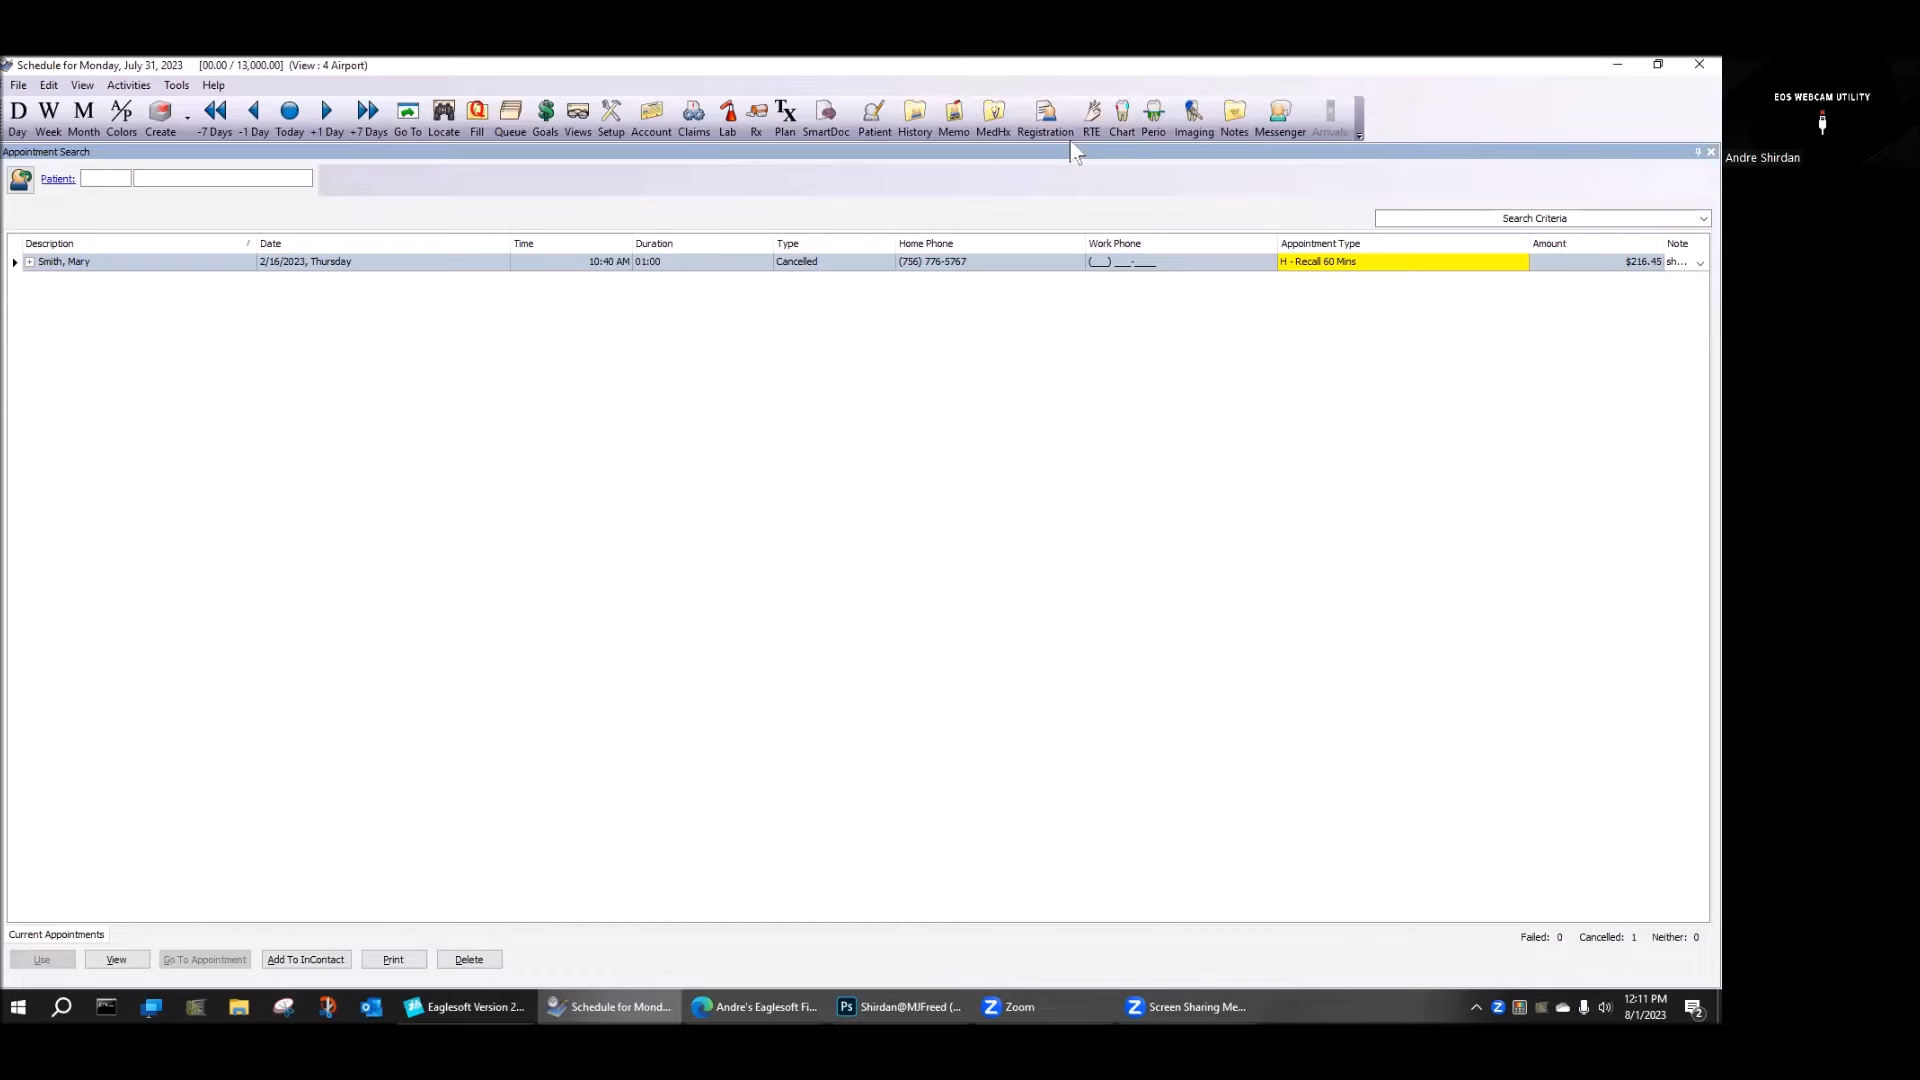 Schedule for Monday, July 31, 2023 [00.00 / 13,000.00] (View : 4 Airport)
EOS WEBCAM UTILITY
Andre Shirdan
File Edit View Activities Tools Help
D W M A/P Q Tx
Day Week Month Colors Create -7 Days -1 Day Today +1 Day +7 Days Go To Locate Fill Queue Goals Views Setup Account Claims Lab Rx Plan SmartDoc Patient History Memo MedHx Registration RTE Chart Perio Imaging Notes Messenger Arrivals
Appointment Search
Patient:
Search Criteria
Description / Date Time Duration Type Home Phone Work Phone Appointment Type Amount Note
Smith, Mary 2/16/2023, Thursday 10:40 AM 01:00 Cancelled (756) 776-5767 (___) ___-____ H - Recall 60 Mins $216.45 sh...
Current Appointments
Failed: 0 Cancelled: 1 Neither: 0
Use View Go To Appointment Add To InContact Print Delete
Eaglesoft Version 2... Schedule for Mond... Andre's Eaglesoft Fi... Ps Shirdan@MJFreed (... Z Zoom Z Screen Sharing Me... Z 12:11 PM
8/1/2023 2